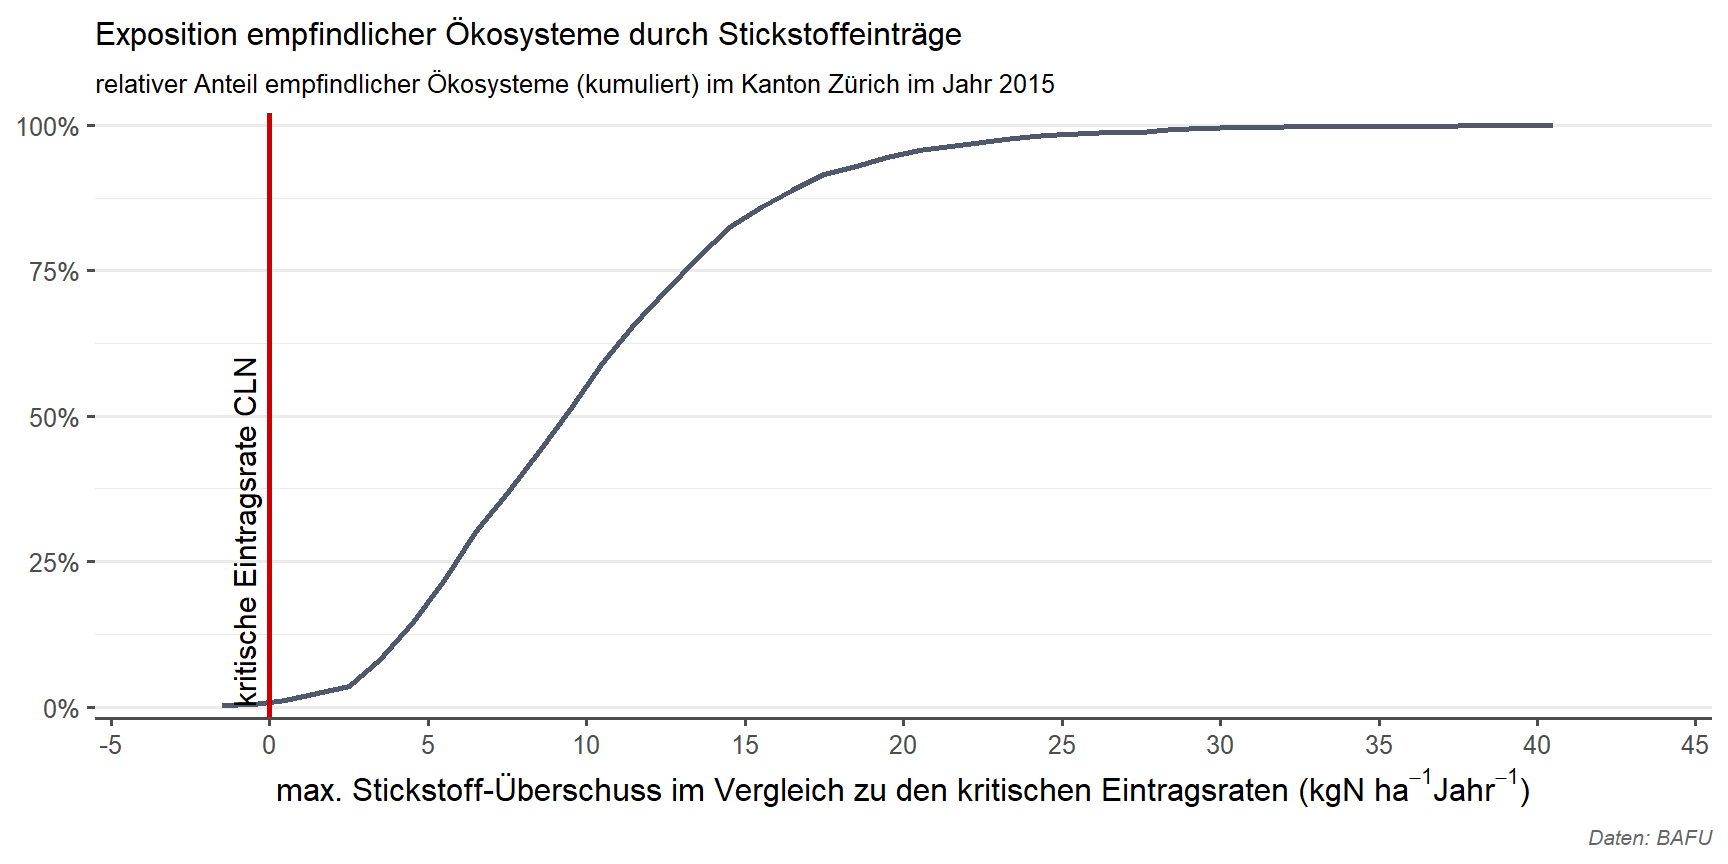 Exposition empfindlicher Ökosysteme durch Stickstoffeinträge
relativer Anteil empfindlicher Ökosysteme (kumuliert) im Kanton Zürich im Jahr 2015
100%
75%
50%
25%
0%
kritische Eintragsrate CLN
-5 0 5 10 15 20 25 30 35 40 45
max. Stickstoff-Überschuss im Vergleich zu den kritischen Eintragsraten (kgN ha⁻¹Jahr⁻¹)
Daten: BAFU